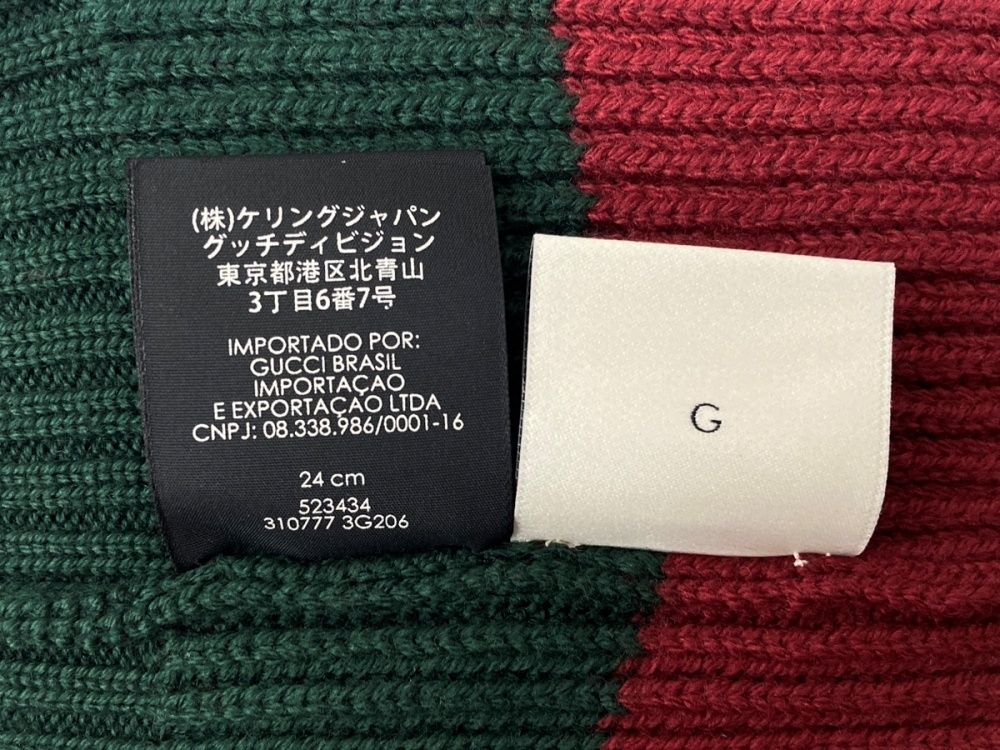 (株)ケリングジャパン
グッチディビジョン
東京都港区北青山
3丁目6番7号
IMPORTADO POR:
GUCCI BRASIL
IMPORTAÇAO
E EXPORTAÇAO LTDA
CNPJ: 08.338.986/0001-16
24 cm
523434
310777 3G206
G